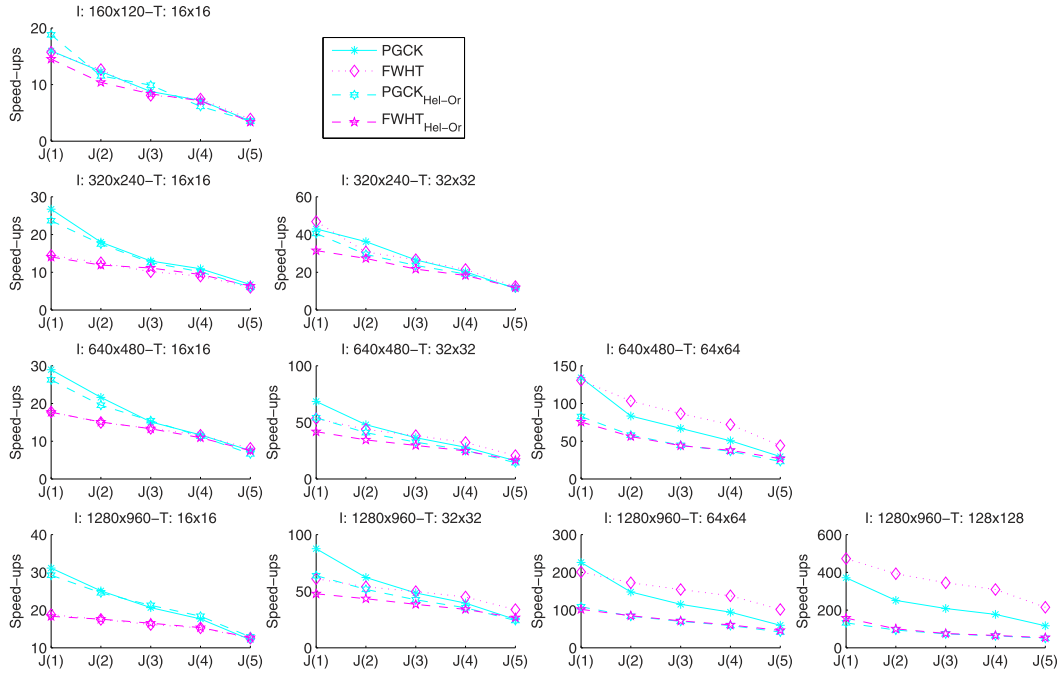 I: 160x120−T: 16x16
Speed−ups
20
10
0
J(1) J(2) J(3) J(4) J(5)
PGCK
FWHT
PGCK_Hel−Or
FWHT_Hel−Or
I: 320x240−T: 16x16
Speed−ups
30
20
10
0
J(1) J(2) J(3) J(4) J(5)
I: 320x240−T: 32x32
Speed−ups
60
40
20
0
J(1) J(2) J(3) J(4) J(5)
I: 640x480−T: 16x16
Speed−ups
30
20
10
0
J(1) J(2) J(3) J(4) J(5)
I: 640x480−T: 32x32
Speed−ups
100
50
0
J(1) J(2) J(3) J(4) J(5)
I: 640x480−T: 64x64
Speed−ups
150
100
50
0
J(1) J(2) J(3) J(4) J(5)
I: 1280x960−T: 16x16
Speed−ups
40
30
20
10
J(1) J(2) J(3) J(4) J(5)
I: 1280x960−T: 32x32
Speed−ups
100
50
0
J(1) J(2) J(3) J(4) J(5)
I: 1280x960−T: 64x64
Speed−ups
300
200
100
0
J(1) J(2) J(3) J(4) J(5)
I: 1280x960−T: 128x128
Speed−ups
600
400
200
0
J(1) J(2) J(3) J(4) J(5)